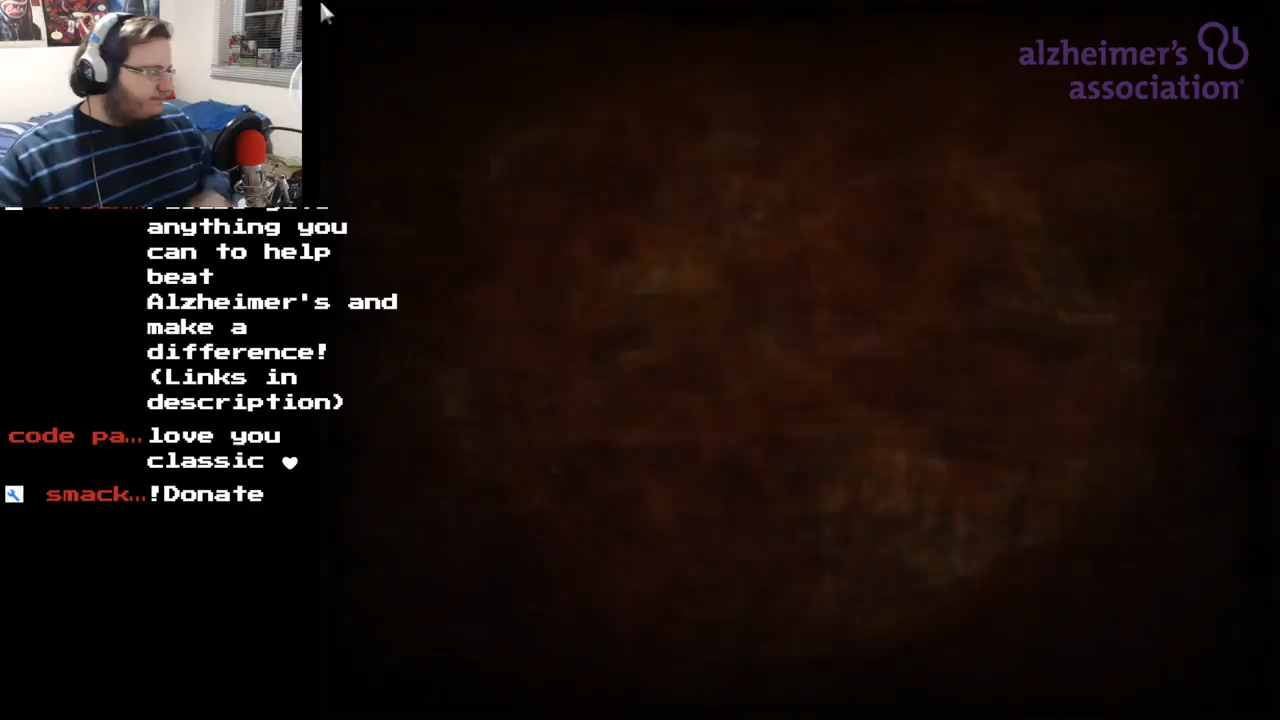 alzheimer's
association
anything you
can to help
beat
Alzheimer's and
make a
difference!
(Links in
description)
code pa... love you
classic ♥
smack... !Donate